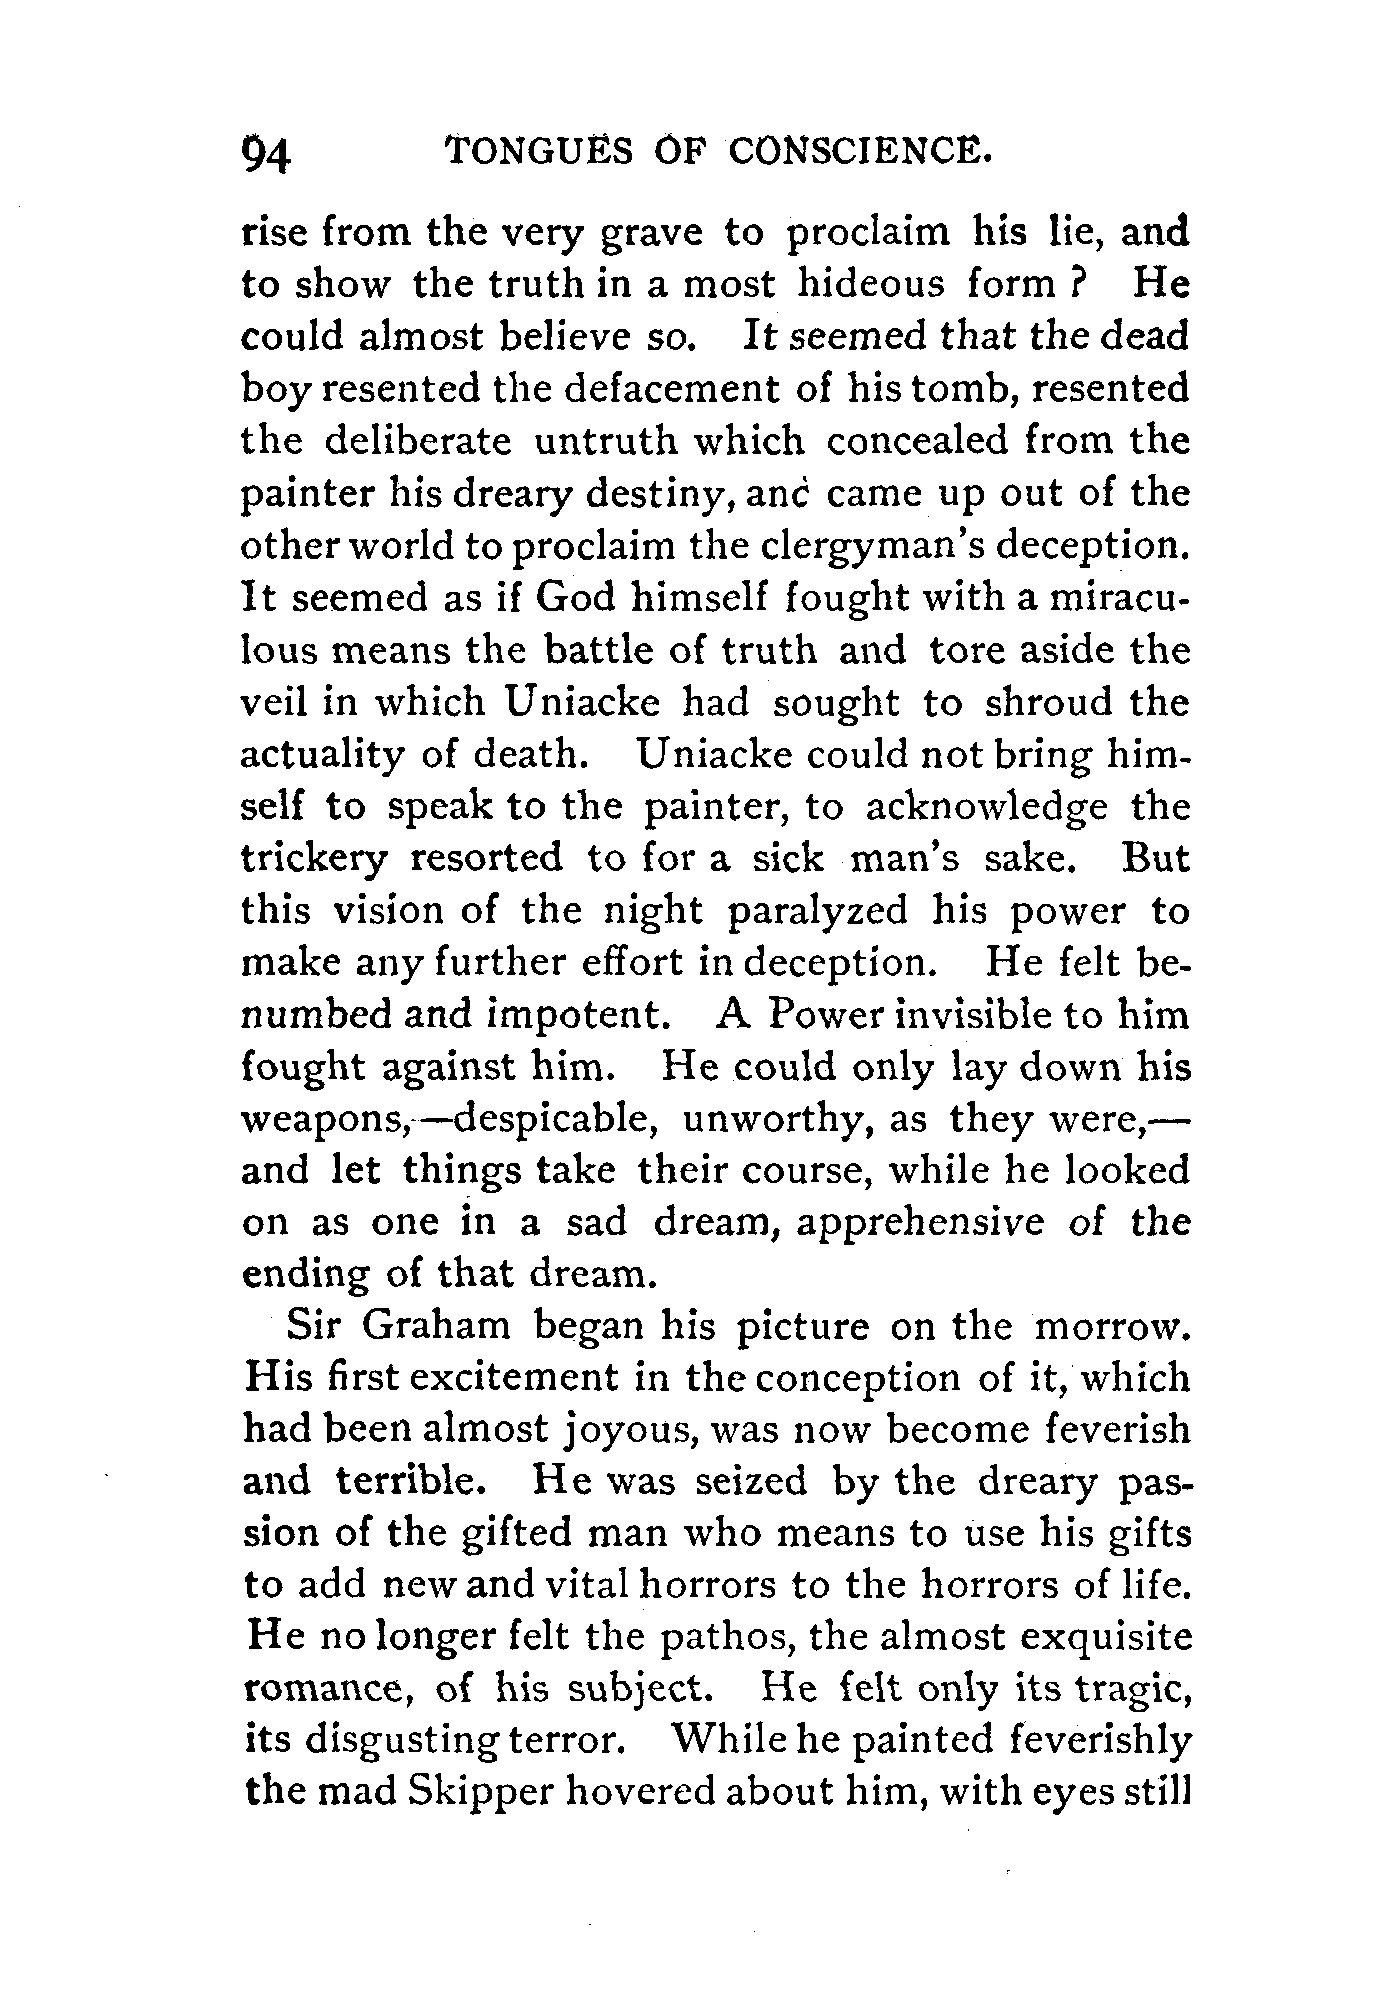 94 TONGUES OF CONSCIENCE.
rise from the very grave to proclaim his lie, and
to show the truth in a most hideous form ? He
could almost believe so. It seemed that the dead
boy resented the defacement of his tomb, resented
the deliberate untruth which concealed from the
painter his dreary destiny, and came up out of the
other world to proclaim the clergyman's deception.
It seemed as if God himself fought with a miracu-
lous means the battle of truth and tore aside the
veil in which Uniacke had sought to shroud the
actuality of death. Uniacke could not bring him-
self to speak to the painter, to acknowledge the
trickery resorted to for a sick man's sake. But
this vision of the night paralyzed his power to
make any further effort in deception. He felt be-
numbed and impotent. A Power invisible to him
fought against him. He could only lay down his
weapons,—despicable, unworthy, as they were,—
and let things take their course, while he looked
on as one in a sad dream, apprehensive of the
ending of that dream.
Sir Graham began his picture on the morrow.
His first excitement in the conception of it, which
had been almost joyous, was now become feverish
and terrible. He was seized by the dreary pas-
sion of the gifted man who means to use his gifts
to add new and vital horrors to the horrors of life.
He no longer felt the pathos, the almost exquisite
romance, of his subject. He felt only its tragic,
its disgusting terror. While he painted feverishly
the mad Skipper hovered about him, with eyes still